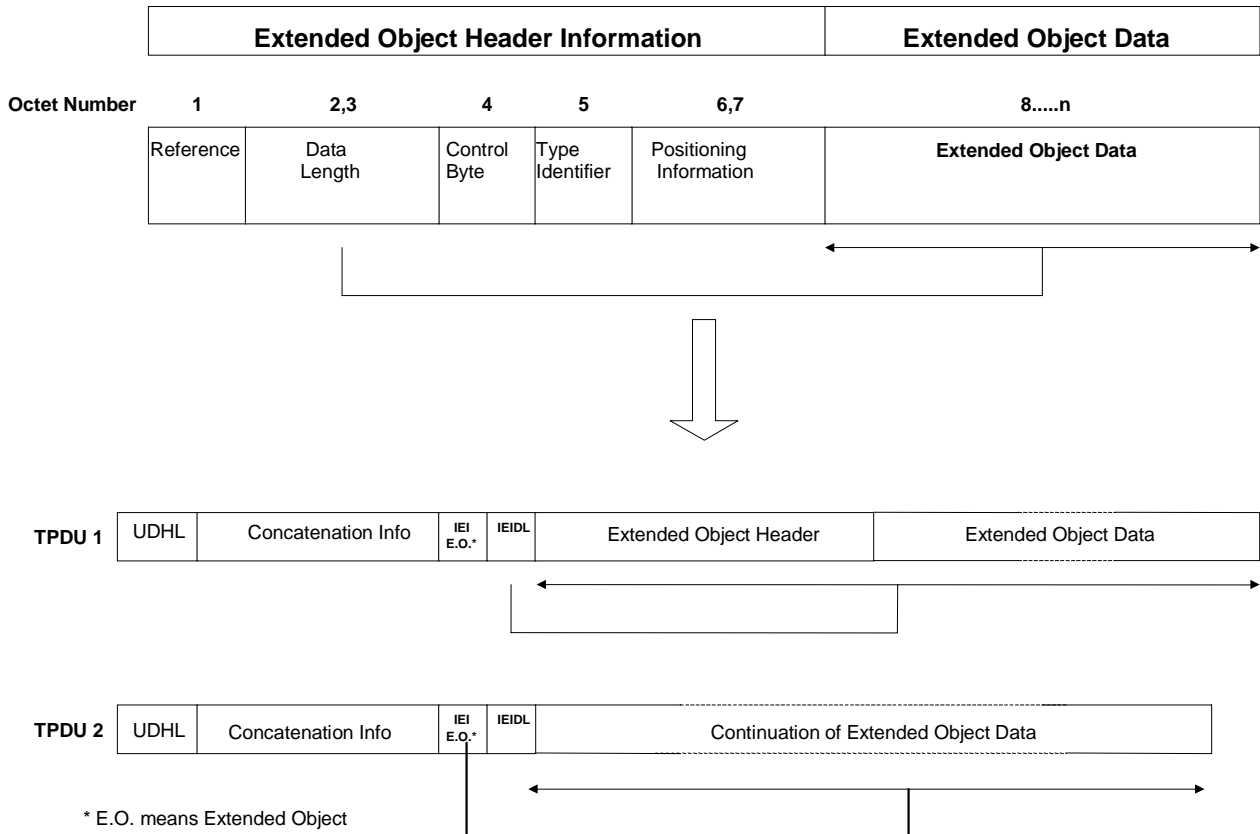 Extended Object Header Information Extended Object Data
Octet Number 1 2,3 4 5 6,7 8.....n
Reference Data Length Control Byte Type Identifier Positioning Information Extended Object Data
TPDU 1 UDHL Concatenation Info IEI E.O.* IEIDL Extended Object Header Extended Object Data
TPDU 2 UDHL Concatenation Info IEI E.O.* IEIDL Continuation of Extended Object Data
* E.O. means Extended Object